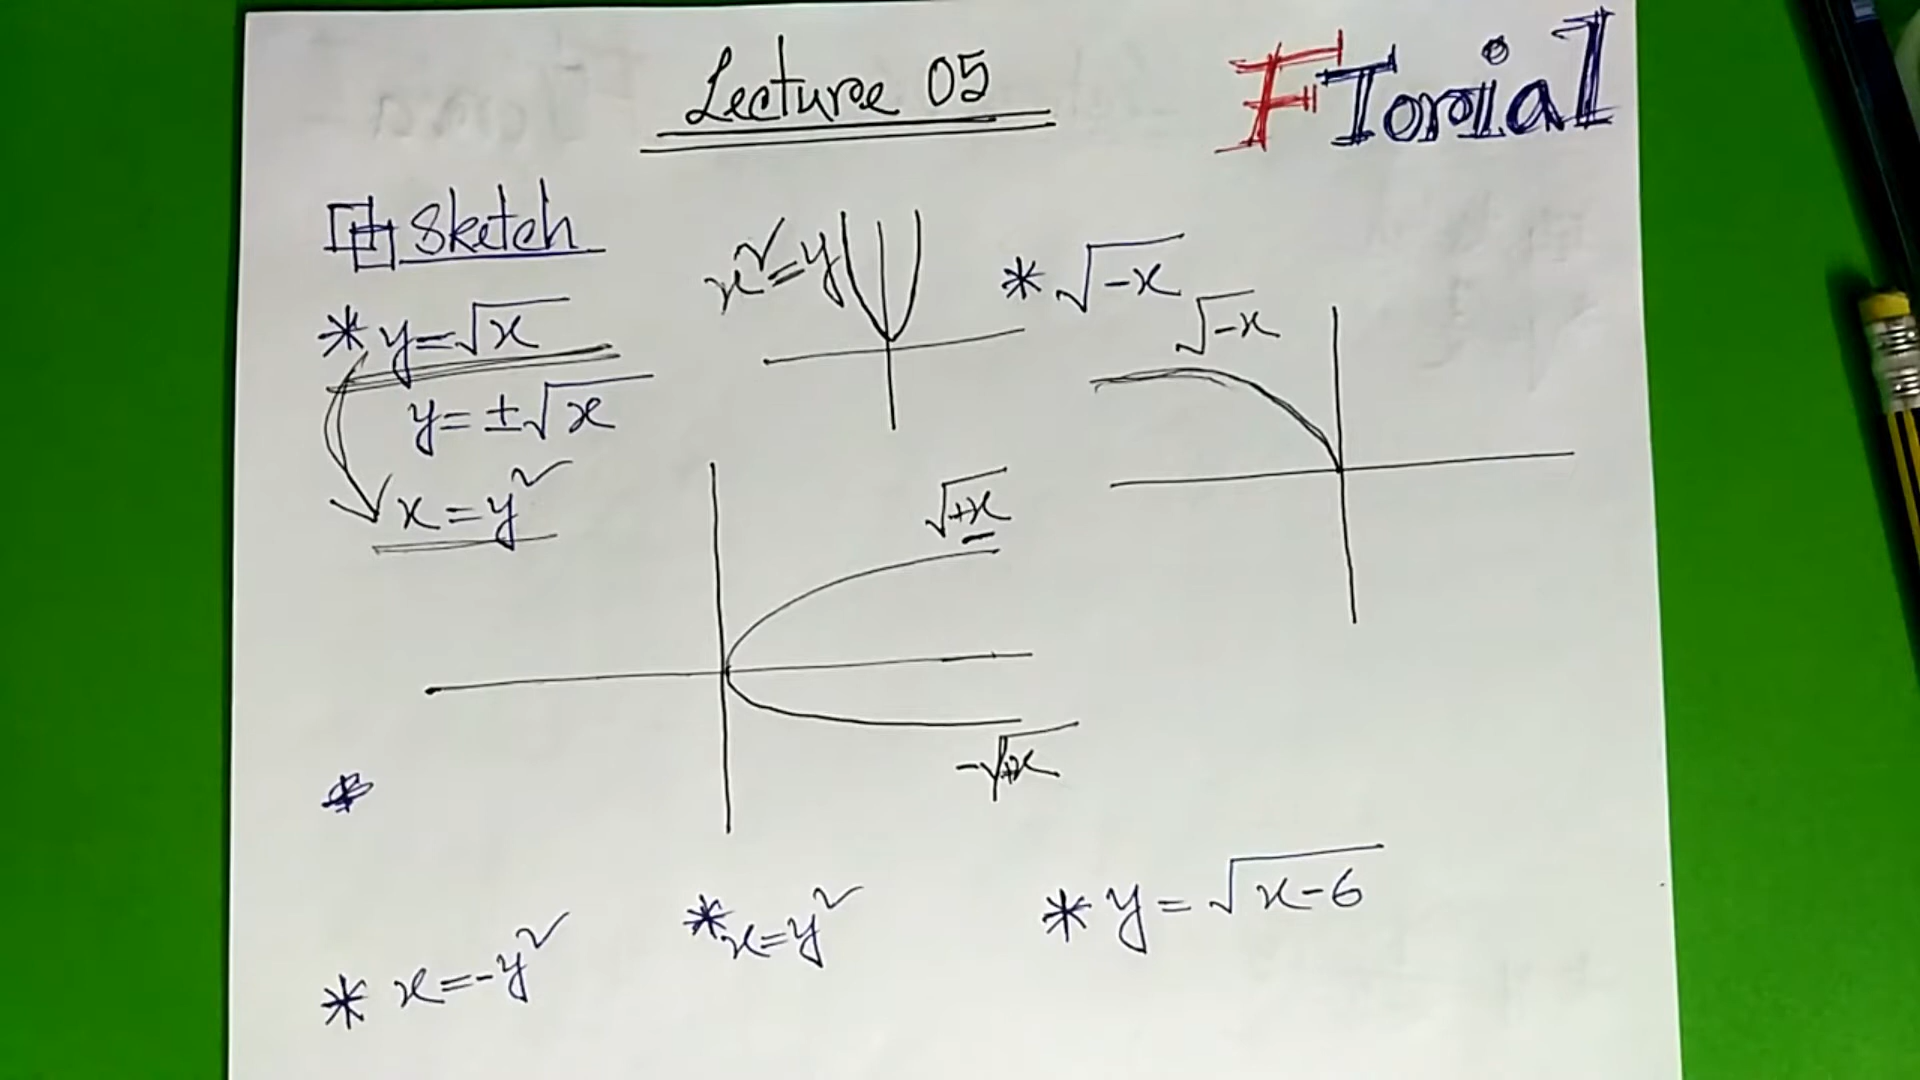 Lecture 05
FTorial
Sketch
* y=√x
y=±√x
x=y²
x²=y
* √-x
√-x
√+x
-√+x
* x=-y²
* x=y²
* y=√x-6